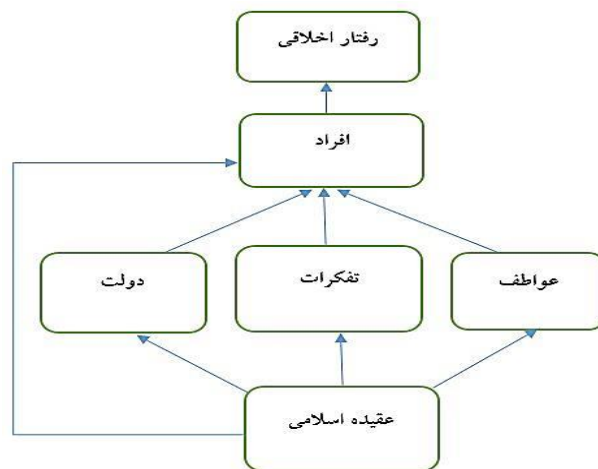 رفتار اخلاقی
افراد
عواطف
تفکرات
دولت
عقیده اسلامی